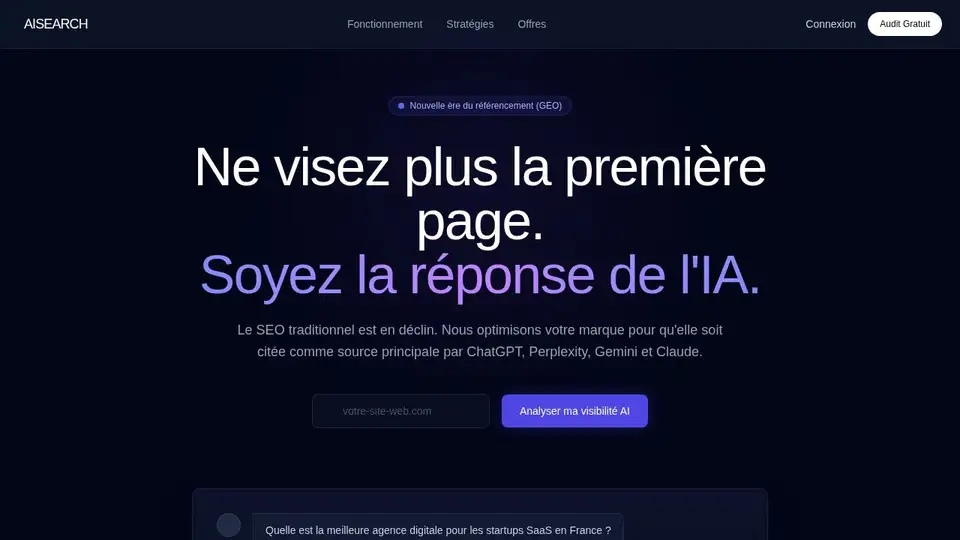 AISEARCH
Fonctionnement
Stratégies
Offres
Connexion
Audit Gratuit
Nouvelle ère du référencement (GEO)
Ne visez plus la première
page.
Soyez la réponse de l'IA.
Le SEO traditionnel est en déclin. Nous optimisons votre marque pour qu'elle soit
citée comme source principale par ChatGPT, Perplexity, Gemini et Claude.
votre-site-web.com
Analyser ma visibilité AI
Quelle est la meilleure agence digitale pour les startups SaaS en France ?